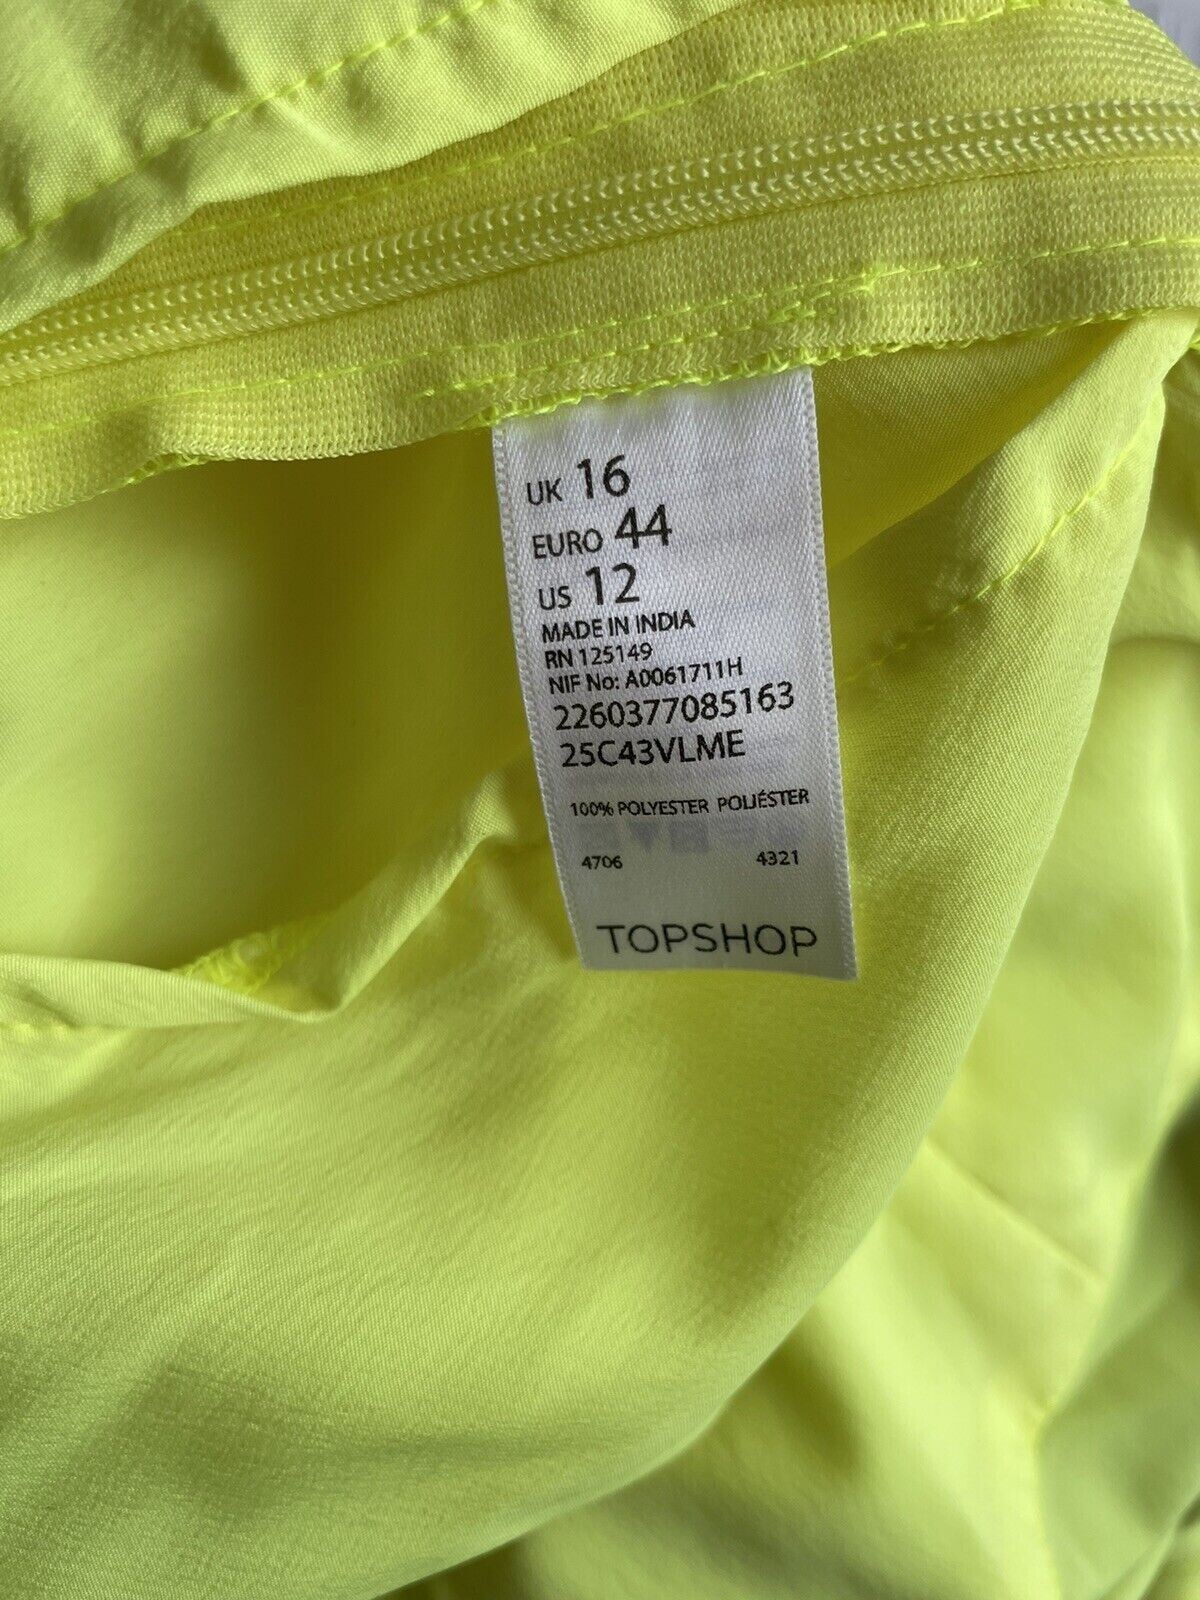 UK 16
EURO 44
US 12
MADE IN INDIA
RN 125149
NIF No: A0061711H
2260377085163
25C43VLME
100% POLYESTER POLIÉSTER
4706 4321
TOPSHOP